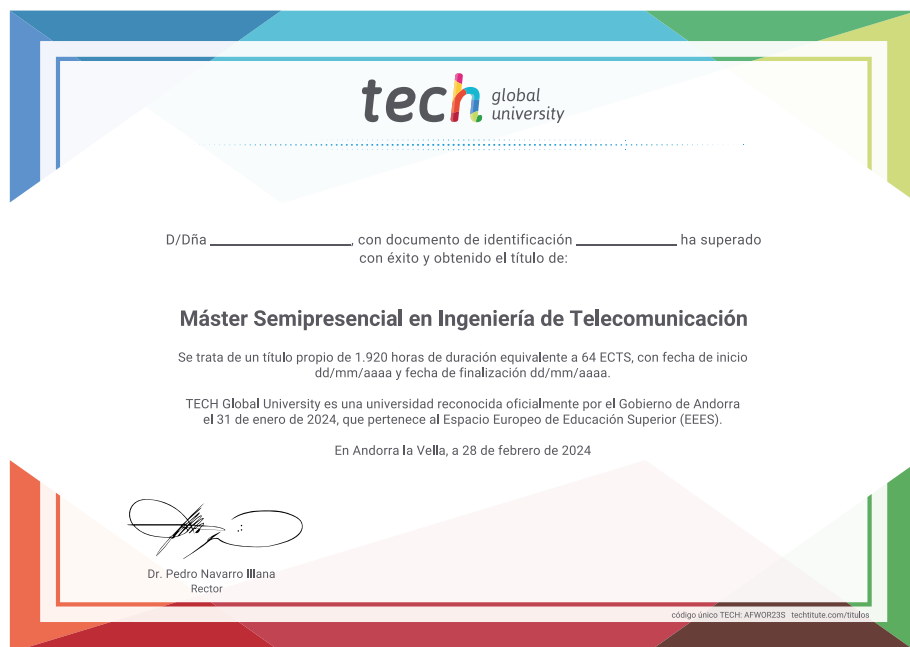 tech global
university
D/Dña ______________, con documento de identificación __________ ha superado
con éxito y obtenido el título de:
Máster Semipresencial en Ingeniería de Telecomunicación
Se trata de un título propio de 1.920 horas de duración equivalente a 64 ECTS, con fecha de inicio
dd/mm/aaaa y fecha de finalización dd/mm/aaaa.
TECH Global University es una universidad reconocida oficialmente por el Gobierno de Andorra
el 31 de enero de 2024, que pertenece al Espacio Europeo de Educación Superior (EEES).
En Andorra la Vella, a 28 de febrero de 2024
Dr. Pedro Navarro Illana
Rector
código único TECH: AFWOR23S techtitute.com/titulos